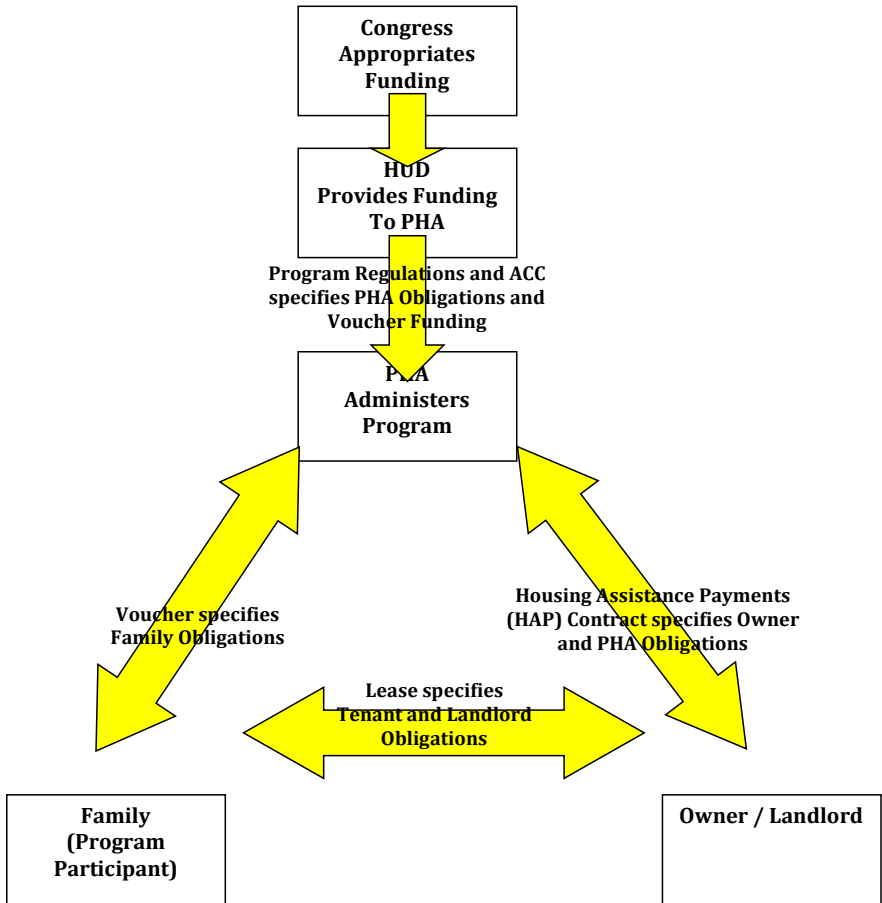 Congress
Appropriates
Funding
HUD
Provides Funding
To PHA
Program Regulations and ACC
specifies PHA Obligations and
Voucher Funding
PHA
Administers
Program
Voucher specifies
Family Obligations
Housing Assistance Payments
(HAP) Contract specifies Owner
and PHA Obligations
Lease specifies
Tenant and Landlord
Obligations
Family
(Program
Participant)
Owner / Landlord